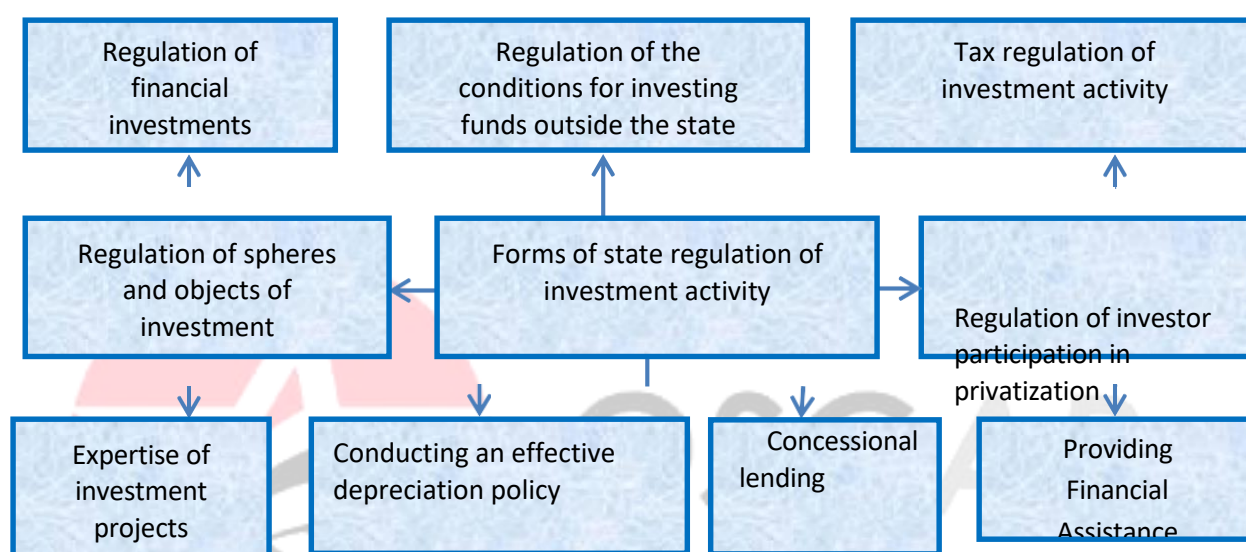 Regulation of
financial
investments
Regulation of the
conditions for investing
funds outside the state
Tax regulation of
investment activity
Regulation of spheres
and objects of
investment
Forms of state regulation of
investment activity
Regulation of investor
participation in
privatization
Expertise of
investment
projects
Conducting an effective
depreciation policy
Concessional
lending
Providing
Financial
Assistance